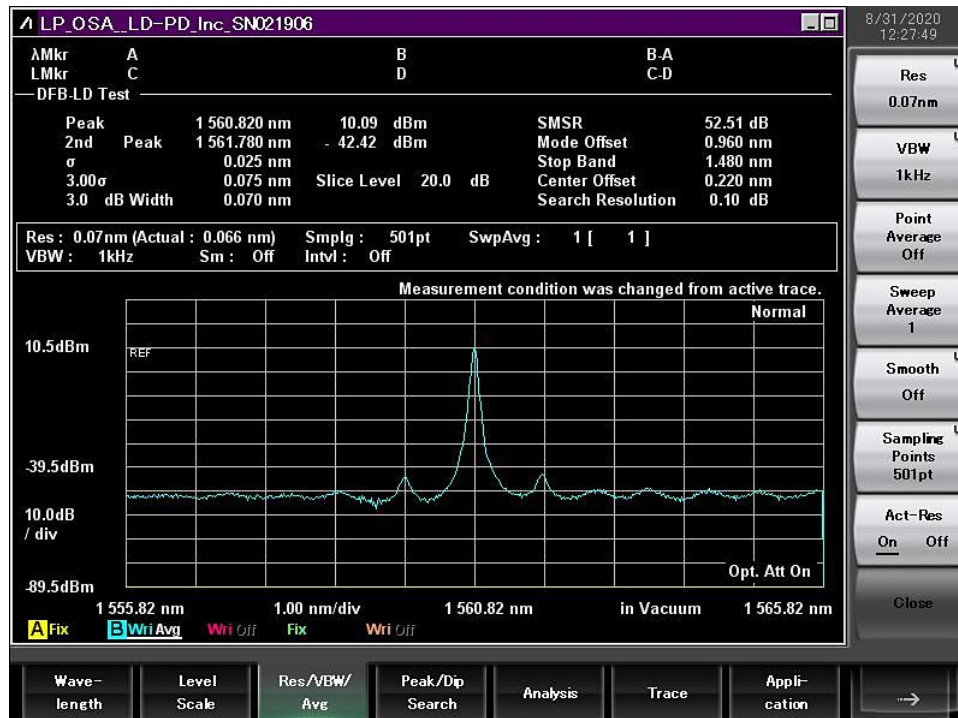 LP_OSA__LD-PD_Inc_SN021906
8/31/2020
12:27:49
λMkr A B B-A
LMkr C D C-D
DFB-LD Test
Peak 1 560.820 nm 10.09 dBm SMSR 52.51 dB
2nd Peak 1 561.780 nm - 42.42 dBm Mode Offset 0.960 nm
σ 0.025 nm Stop Band 1.480 nm
3.00σ 0.075 nm Slice Level 20.0 dB Center Offset 0.220 nm
3.0 dB Width 0.070 nm Search Resolution 0.10 dB
Res : 0.07nm (Actual : 0.066 nm) Smplg : 501pt SwpAvg : 1 [ 1 ]
VBW : 1kHz Sm : Off Intvl : Off
Measurement condition was changed from active trace.
Normal
10.5dBm
REF
-39.5dBm
10.0dB
/ div
Opt. Att On
-89.5dBm
1 555.82 nm 1.00 nm/div 1 560.82 nm in Vacuum 1 565.82 nm
A Fix B Wri Avg Wri Off Fix Wri Off
Res
0.07nm
VBW
1kHz
Point
Average
Off
Sweep
Average
1
Smooth
Off
Sampling
Points
501pt
Act-Res
On Off
Close
Wave-
length
Level
Scale
Res/VBW/
Avg
Peak/Dip
Search
Analysis
Trace
Appli-
cation